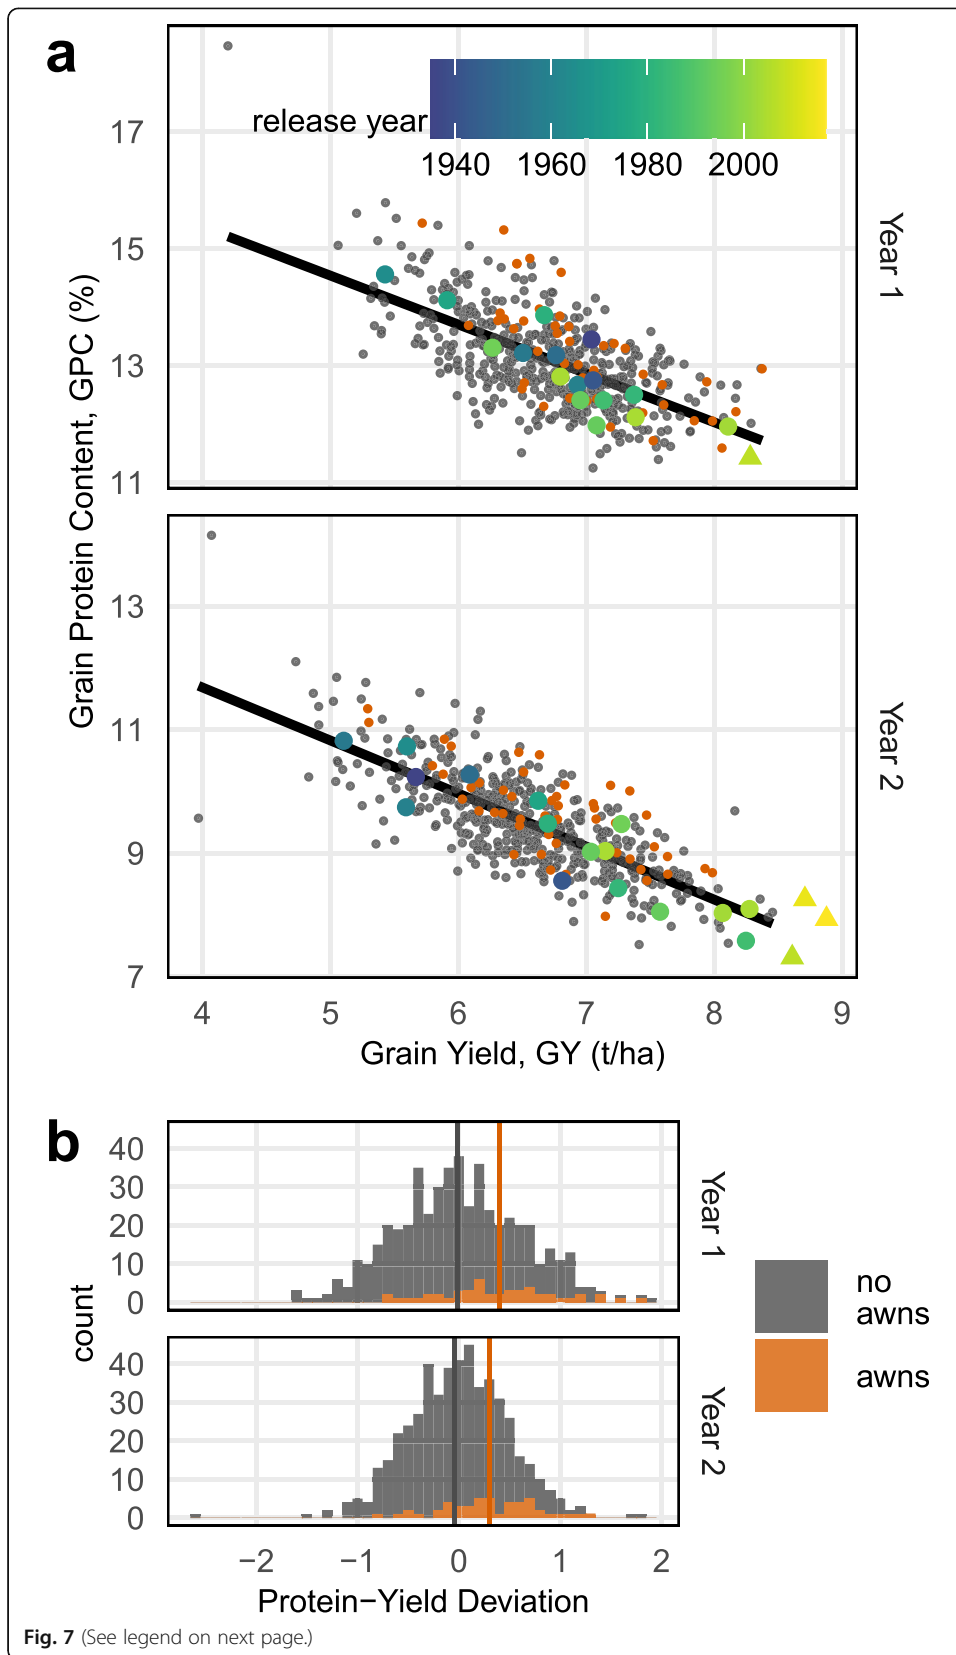 a
release year
1940 1960 1980 2000
17
15
13
11
Year 1
Grain Protein Content, GPC (%)
13
11
9
7
Year 2
4 5 6 7 8 9
Grain Yield, GY (t/ha)
b
40
30
20
10
0
Year 1
count
40
30
20
10
0
Year 2
−2 −1 0 1 2
Protein−Yield Deviation
no
awns
awns
Fig. 7 (See legend on next page.)